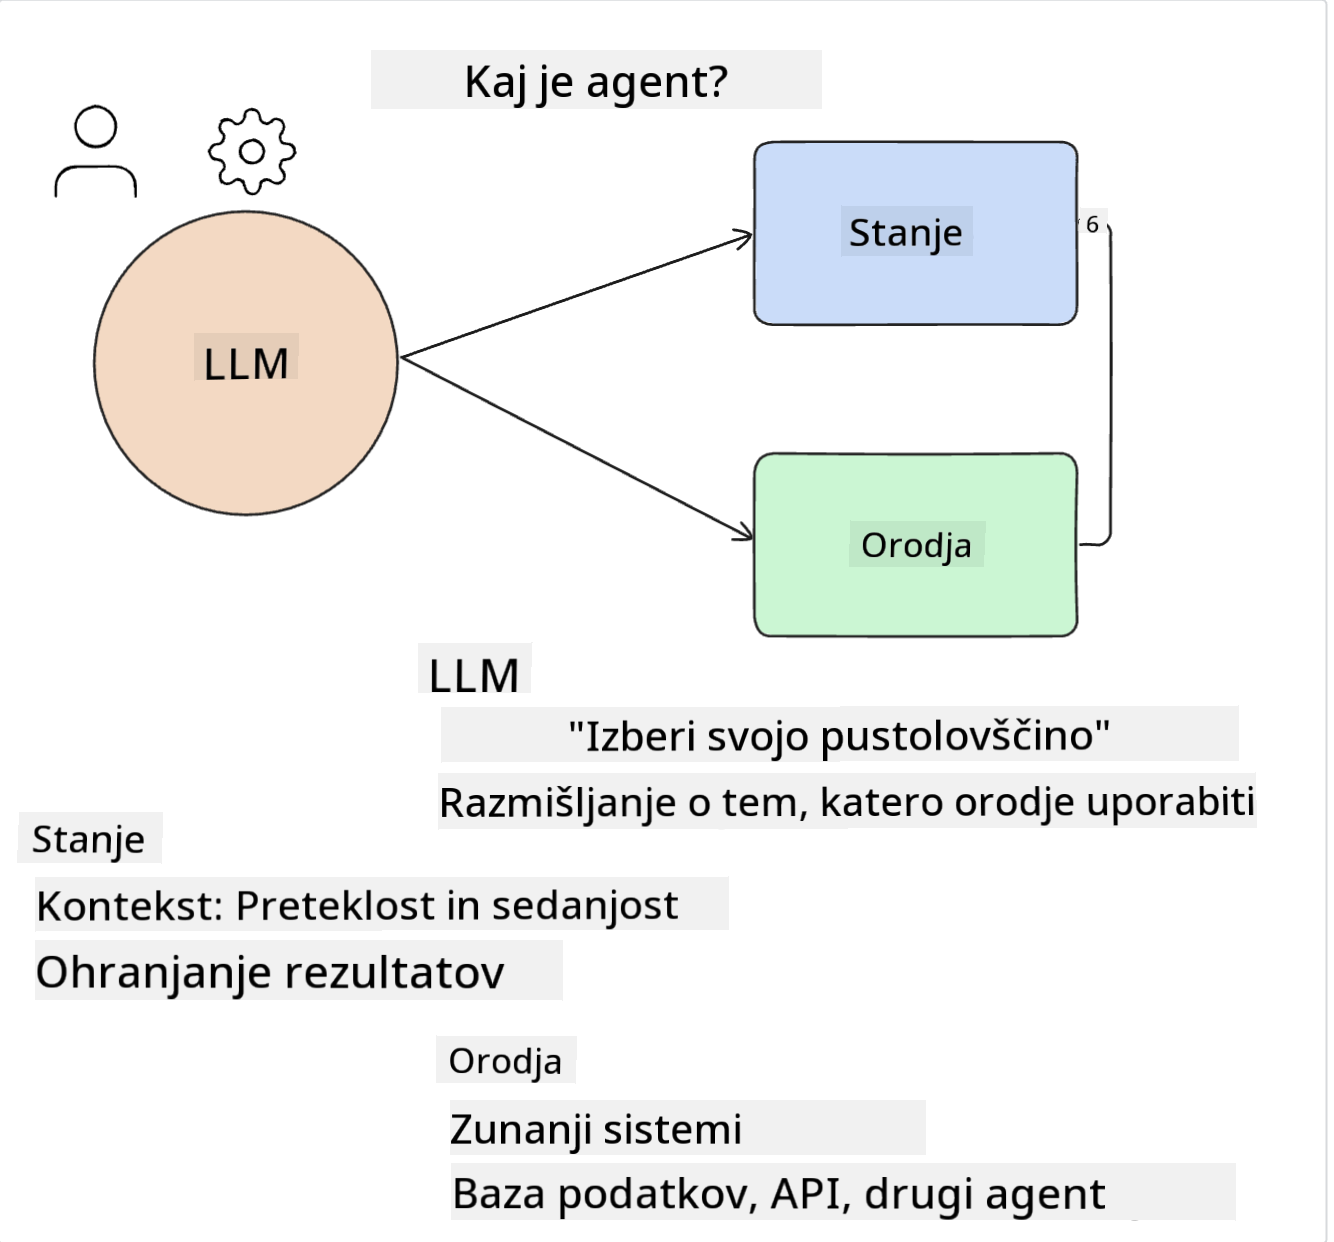 Kaj je agent?
Stanje
6
LLM
Orodja
LLM
"Izberi svojo pustolovščino"
Razmišljanje o tem, katero orodje uporabiti
Stanje
Kontekst: Preteklost in sedanjost
Ohranjanje rezultatov
Orodja
Zunanji sistemi
Baza podatkov, API, drugi agent